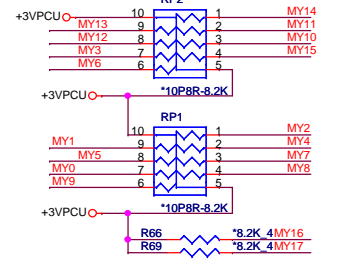 RP2
+3VPCU 10 1 MY14
MY13 9 2 MY11
MY12 8 3 MY10
MY3 7 4 MY15
MY6 6 5
+3VPCU *10P8R-8.2K
RP1
10 1 MY2
MY1 9 2 MY4
MY5 8 3 MY7
MY0 7 4 MY8
MY9 6 5
+3VPCU *10P8R-8.2K
R66 *8.2K_4 MY16
R69 *8.2K_4 MY17